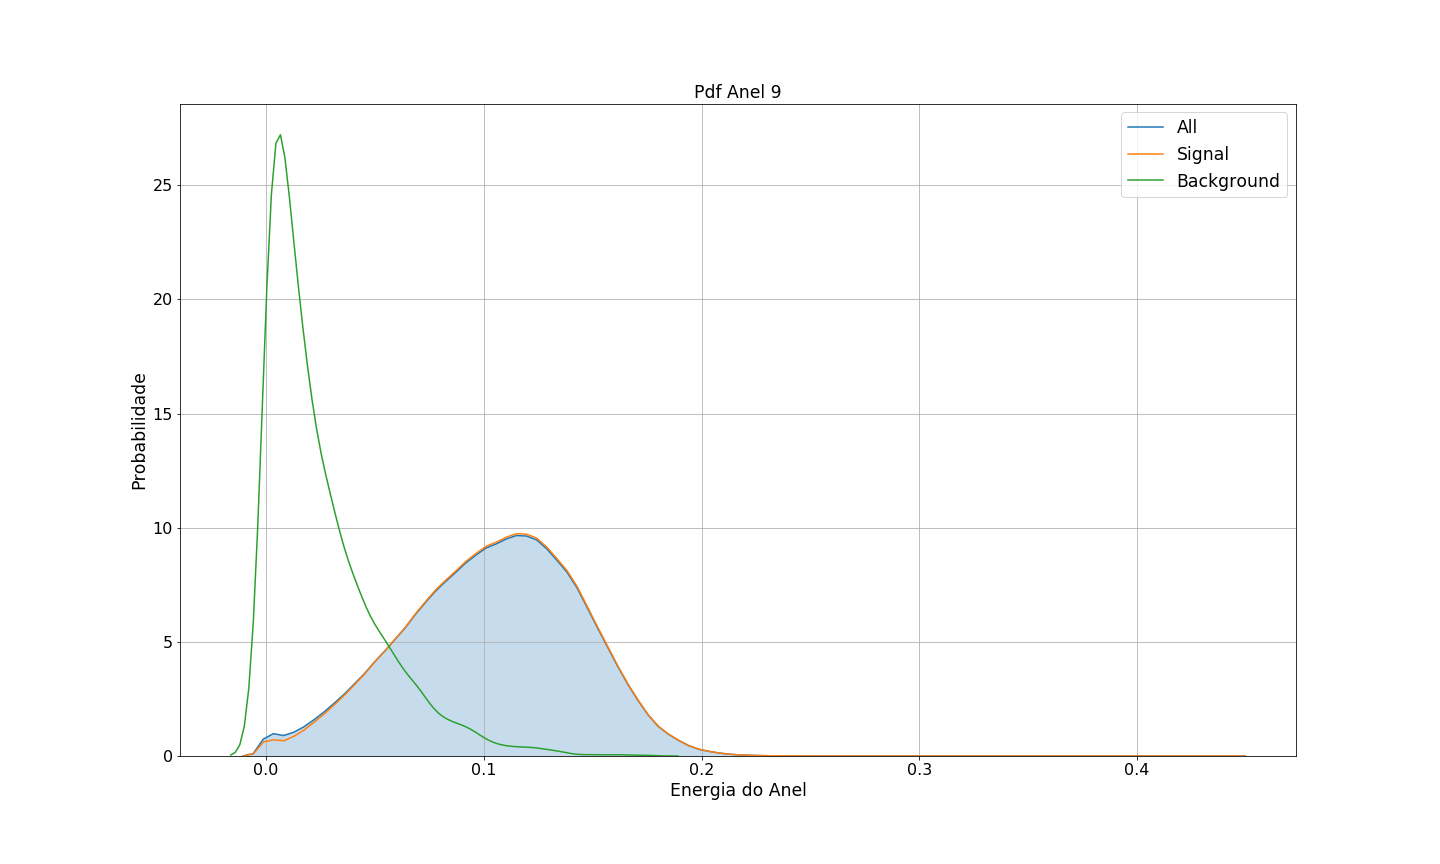 Pdf Anel 9
All
Signal
Background
Probabilidade
25
20
15
10
5
0
0.0 0.1 0.2 0.3 0.4
Energia do Anel